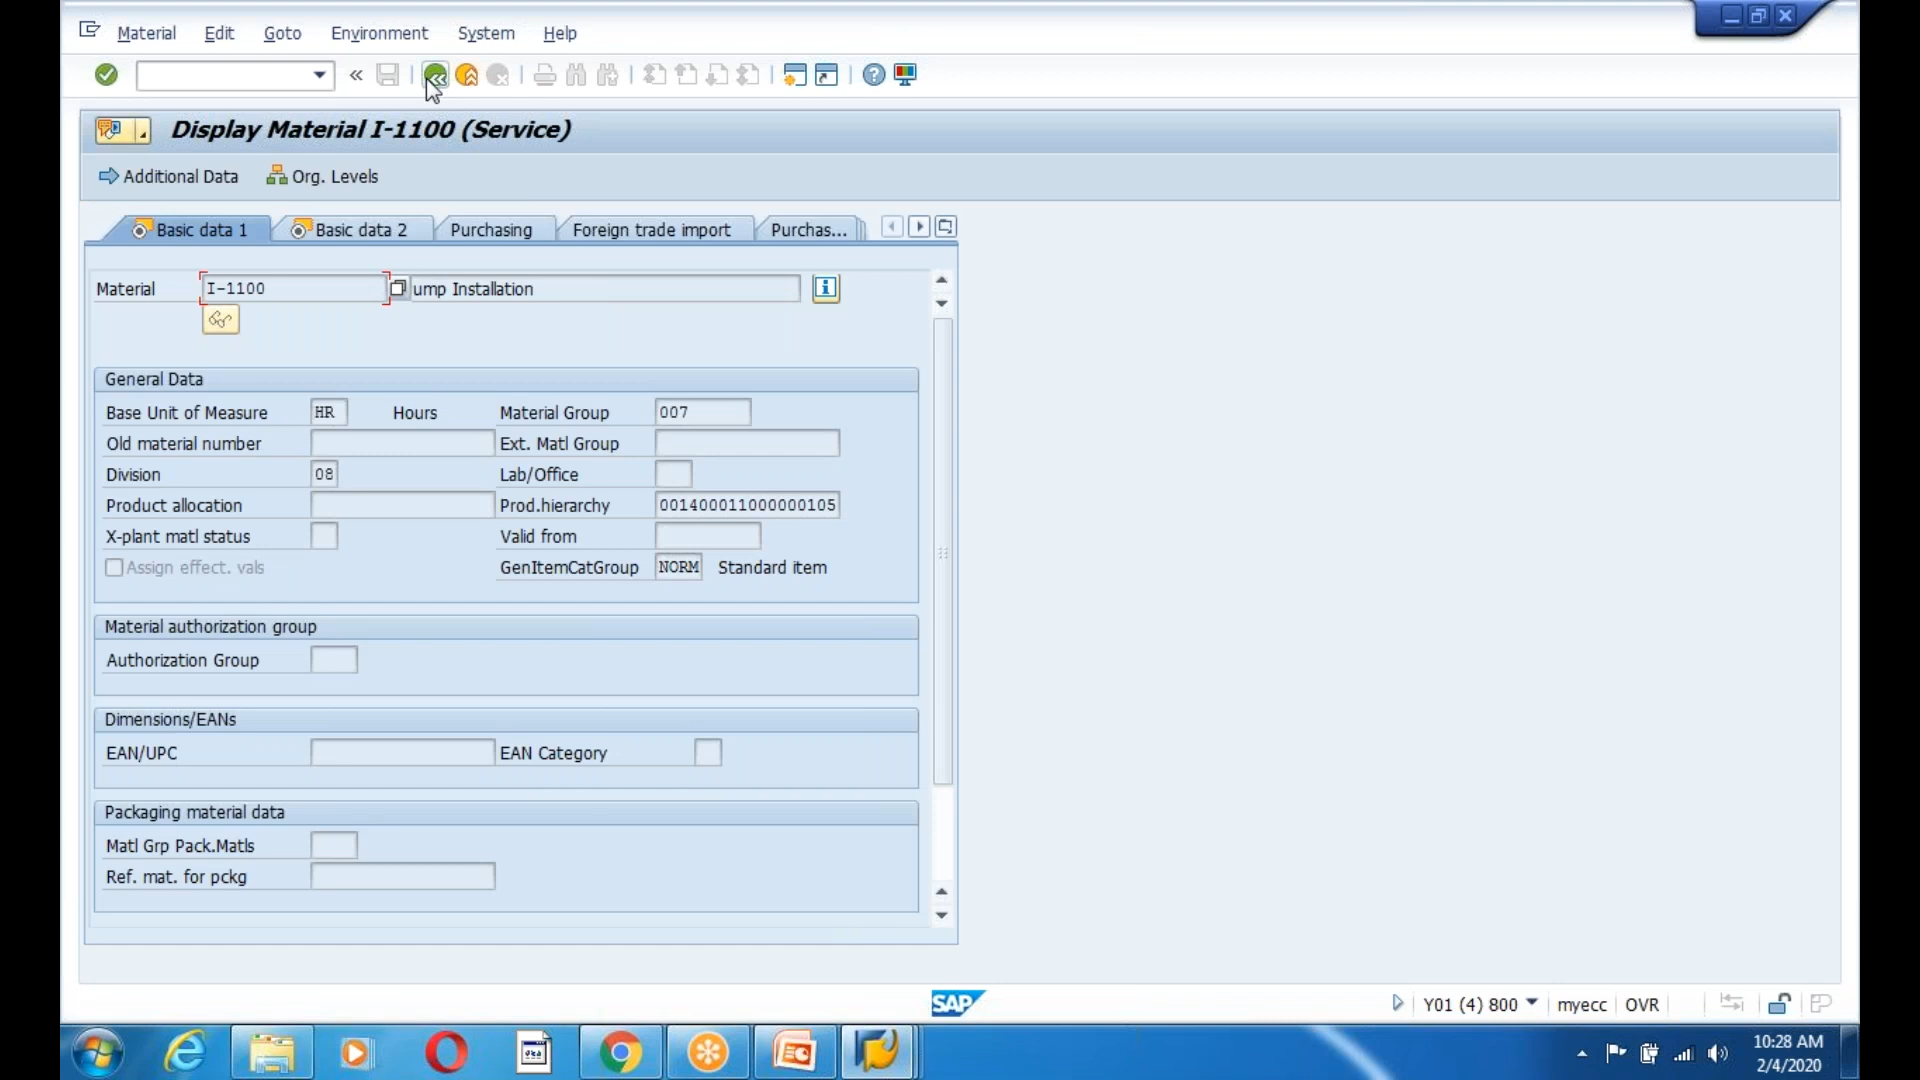 Material Edit Goto Environment System Help
Display Material I-1100 (Service)
Additional Data Org. Levels
Basic data 1 Basic data 2 Purchasing Foreign trade import Purchas...
Material I-1100 ump Installation
General Data
Base Unit of Measure HR Hours Material Group 007
Old material number Ext. Matl Group
Division 08 Lab/Office
Product allocation Prod.hierarchy 001400011000000105
X-plant matl status Valid from
Assign effect. vals GenItemCatGroup NORM Standard item
Material authorization group
Authorization Group
Dimensions/EANs
EAN/UPC EAN Category
Packaging material data
Matl Grp Pack.Matls
Ref. mat. for pckg
SAP Y01 (4) 800 myecc OVR
10:28 AM
2/4/2020